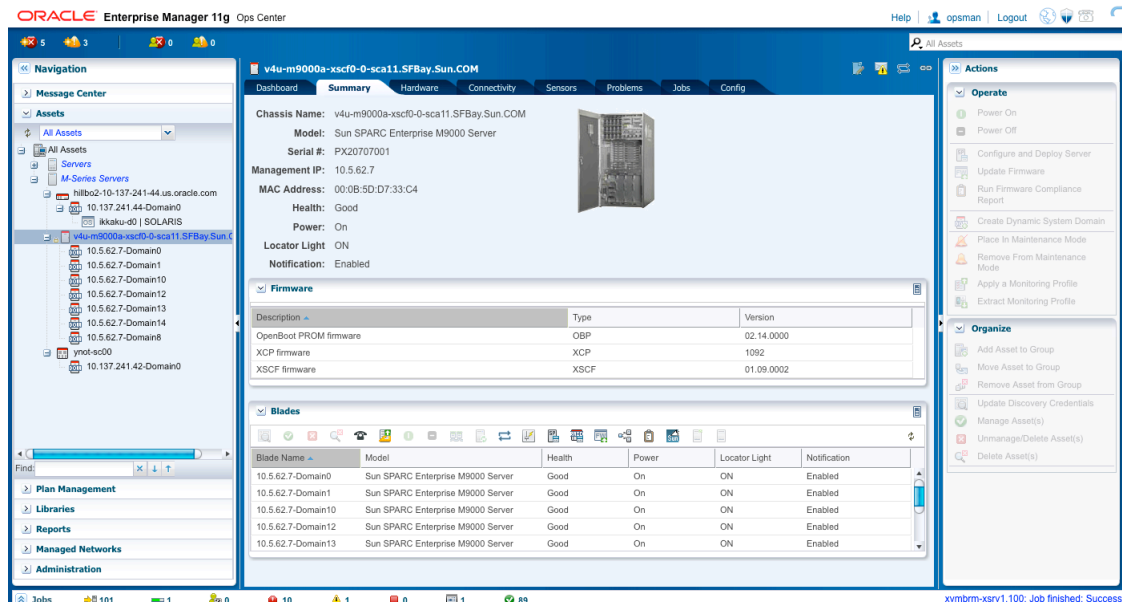 ORACLE Enterprise Manager 11g Ops Center
Help opsman Logout
5 3 0 0
All Assets
Navigation
Message Center
Assets
All Assets
All Assets
Servers
M-Series Servers
hillbo2-10-137-241-44.us.oracle.com
10.137.241.44-Domain0
ikkaku-d0 | SOLARIS
v4u-m9000a-xscf0-0-sca11.SFBay.Sun.C
10.5.62.7-Domain0
10.5.62.7-Domain1
10.5.62.7-Domain10
10.5.62.7-Domain12
10.5.62.7-Domain13
10.5.62.7-Domain14
10.5.62.7-Domain8
ynot-sc00
10.137.241.42-Domain0
Find:
Plan Management
Libraries
Reports
Managed Networks
Administration
v4u-m9000a-xscf0-0-sca11.SFBay.Sun.COM
Dashboard Summary Hardware Connectivity Sensors Problems Jobs Config
Chassis Name: v4u-m9000a-xscf0-0-sca11.SFBay.Sun.COM
Model: Sun SPARC Enterprise M9000 Server
Serial #: PX20707001
Management IP: 10.5.62.7
MAC Address: 00:0B:5D:D7:33:C4
Health: Good
Power: On
Locator Light ON
Notification: Enabled
Firmware
Description Type Version
OpenBoot PROM firmware OBP 02.14.0000
XCP firmware XCP 1092
XSCF firmware XSCF 01.09.0002
Blades
Blade Name Model Health Power Locator Light Notification
10.5.62.7-Domain0 Sun SPARC Enterprise M9000 Server Good On ON Enabled
10.5.62.7-Domain1 Sun SPARC Enterprise M9000 Server Good On ON Enabled
10.5.62.7-Domain10 Sun SPARC Enterprise M9000 Server Good On ON Enabled
10.5.62.7-Domain12 Sun SPARC Enterprise M9000 Server Good On ON Enabled
10.5.62.7-Domain13 Sun SPARC Enterprise M9000 Server Good On ON Enabled
Actions
Operate
Power On
Power Off
Configure and Deploy Server
Update Firmware
Run Firmware Compliance
Report
Create Dynamic System Domain
Place In Maintenance Mode
Remove From Maintenance
Mode
Apply a Monitoring Profile
Extract Monitoring Profile
Organize
Add Asset to Group
Move Asset to Group
Remove Asset from Group
Update Discovery Credentials
Manage Asset(s)
Unmanage/Delete Asset(s)
Delete Asset(s)
Jobs 101 1 0 10 1 0 1 89
xvmbrm-xsrv1.100: Job finished: Success